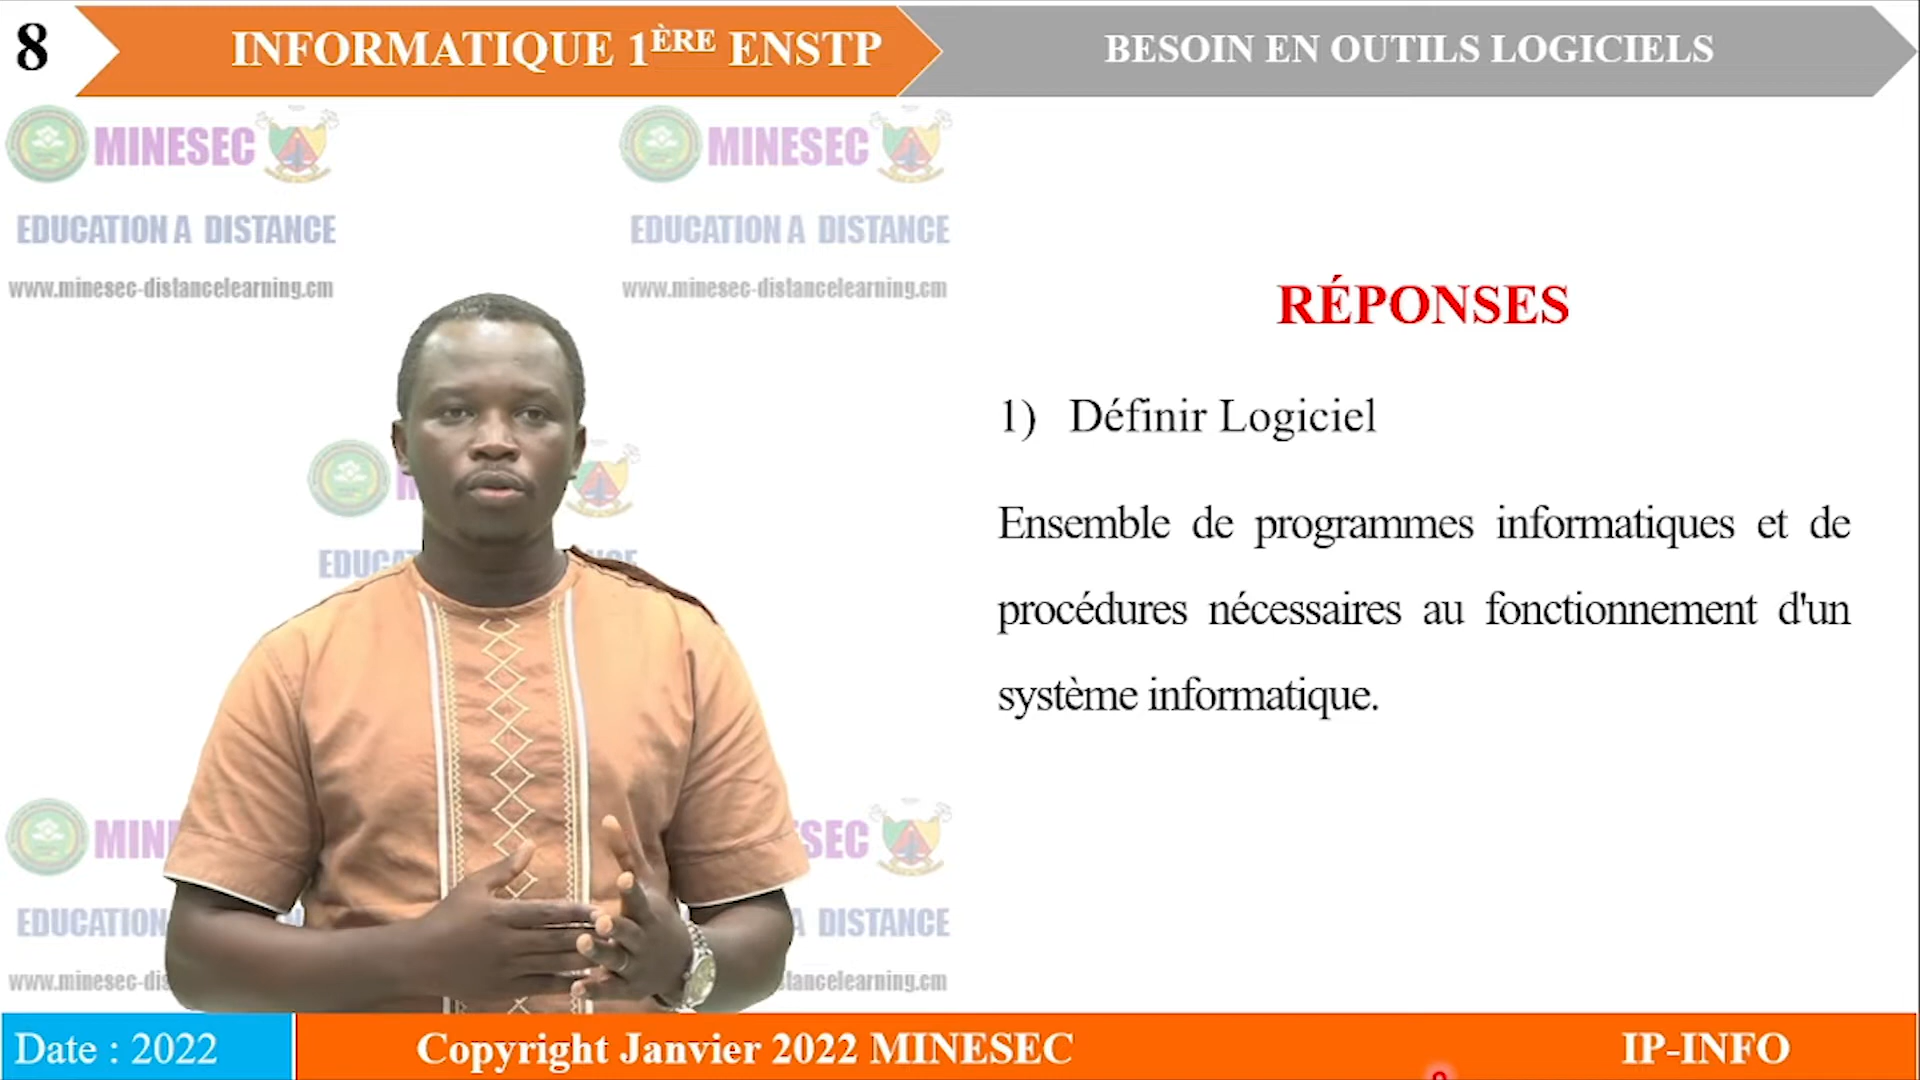 8
INFORMATIQUE 1ÈRE ENSTP
BESOIN EN OUTILS LOGICIELS
MINESEC
MINESEC
EDUCATION A DISTANCE
EDUCATION A DISTANCE
www.minesec-distancelearning.cm
www.minesec-distancelearning.cm
RÉPONSES
1) Définir Logiciel
Ensemble de programmes informatiques et de
procédures nécessaires au fonctionnement d'un
système informatique.
Date : 2022
Copyright Janvier 2022 MINESEC
IP-INFO